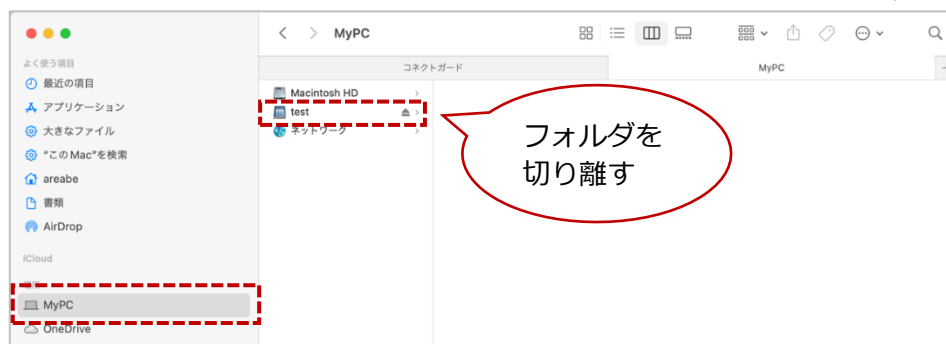 MyPC
よく使う項目
最近の項目
アプリケーション
大きなファイル
"このMac"を検索
areabe
書類
AirDrop
iCloud
MyPC
OneDrive
コネクトガード
MyPC
Macintosh HD
test
ネットワーク
フォルダを
切り離す